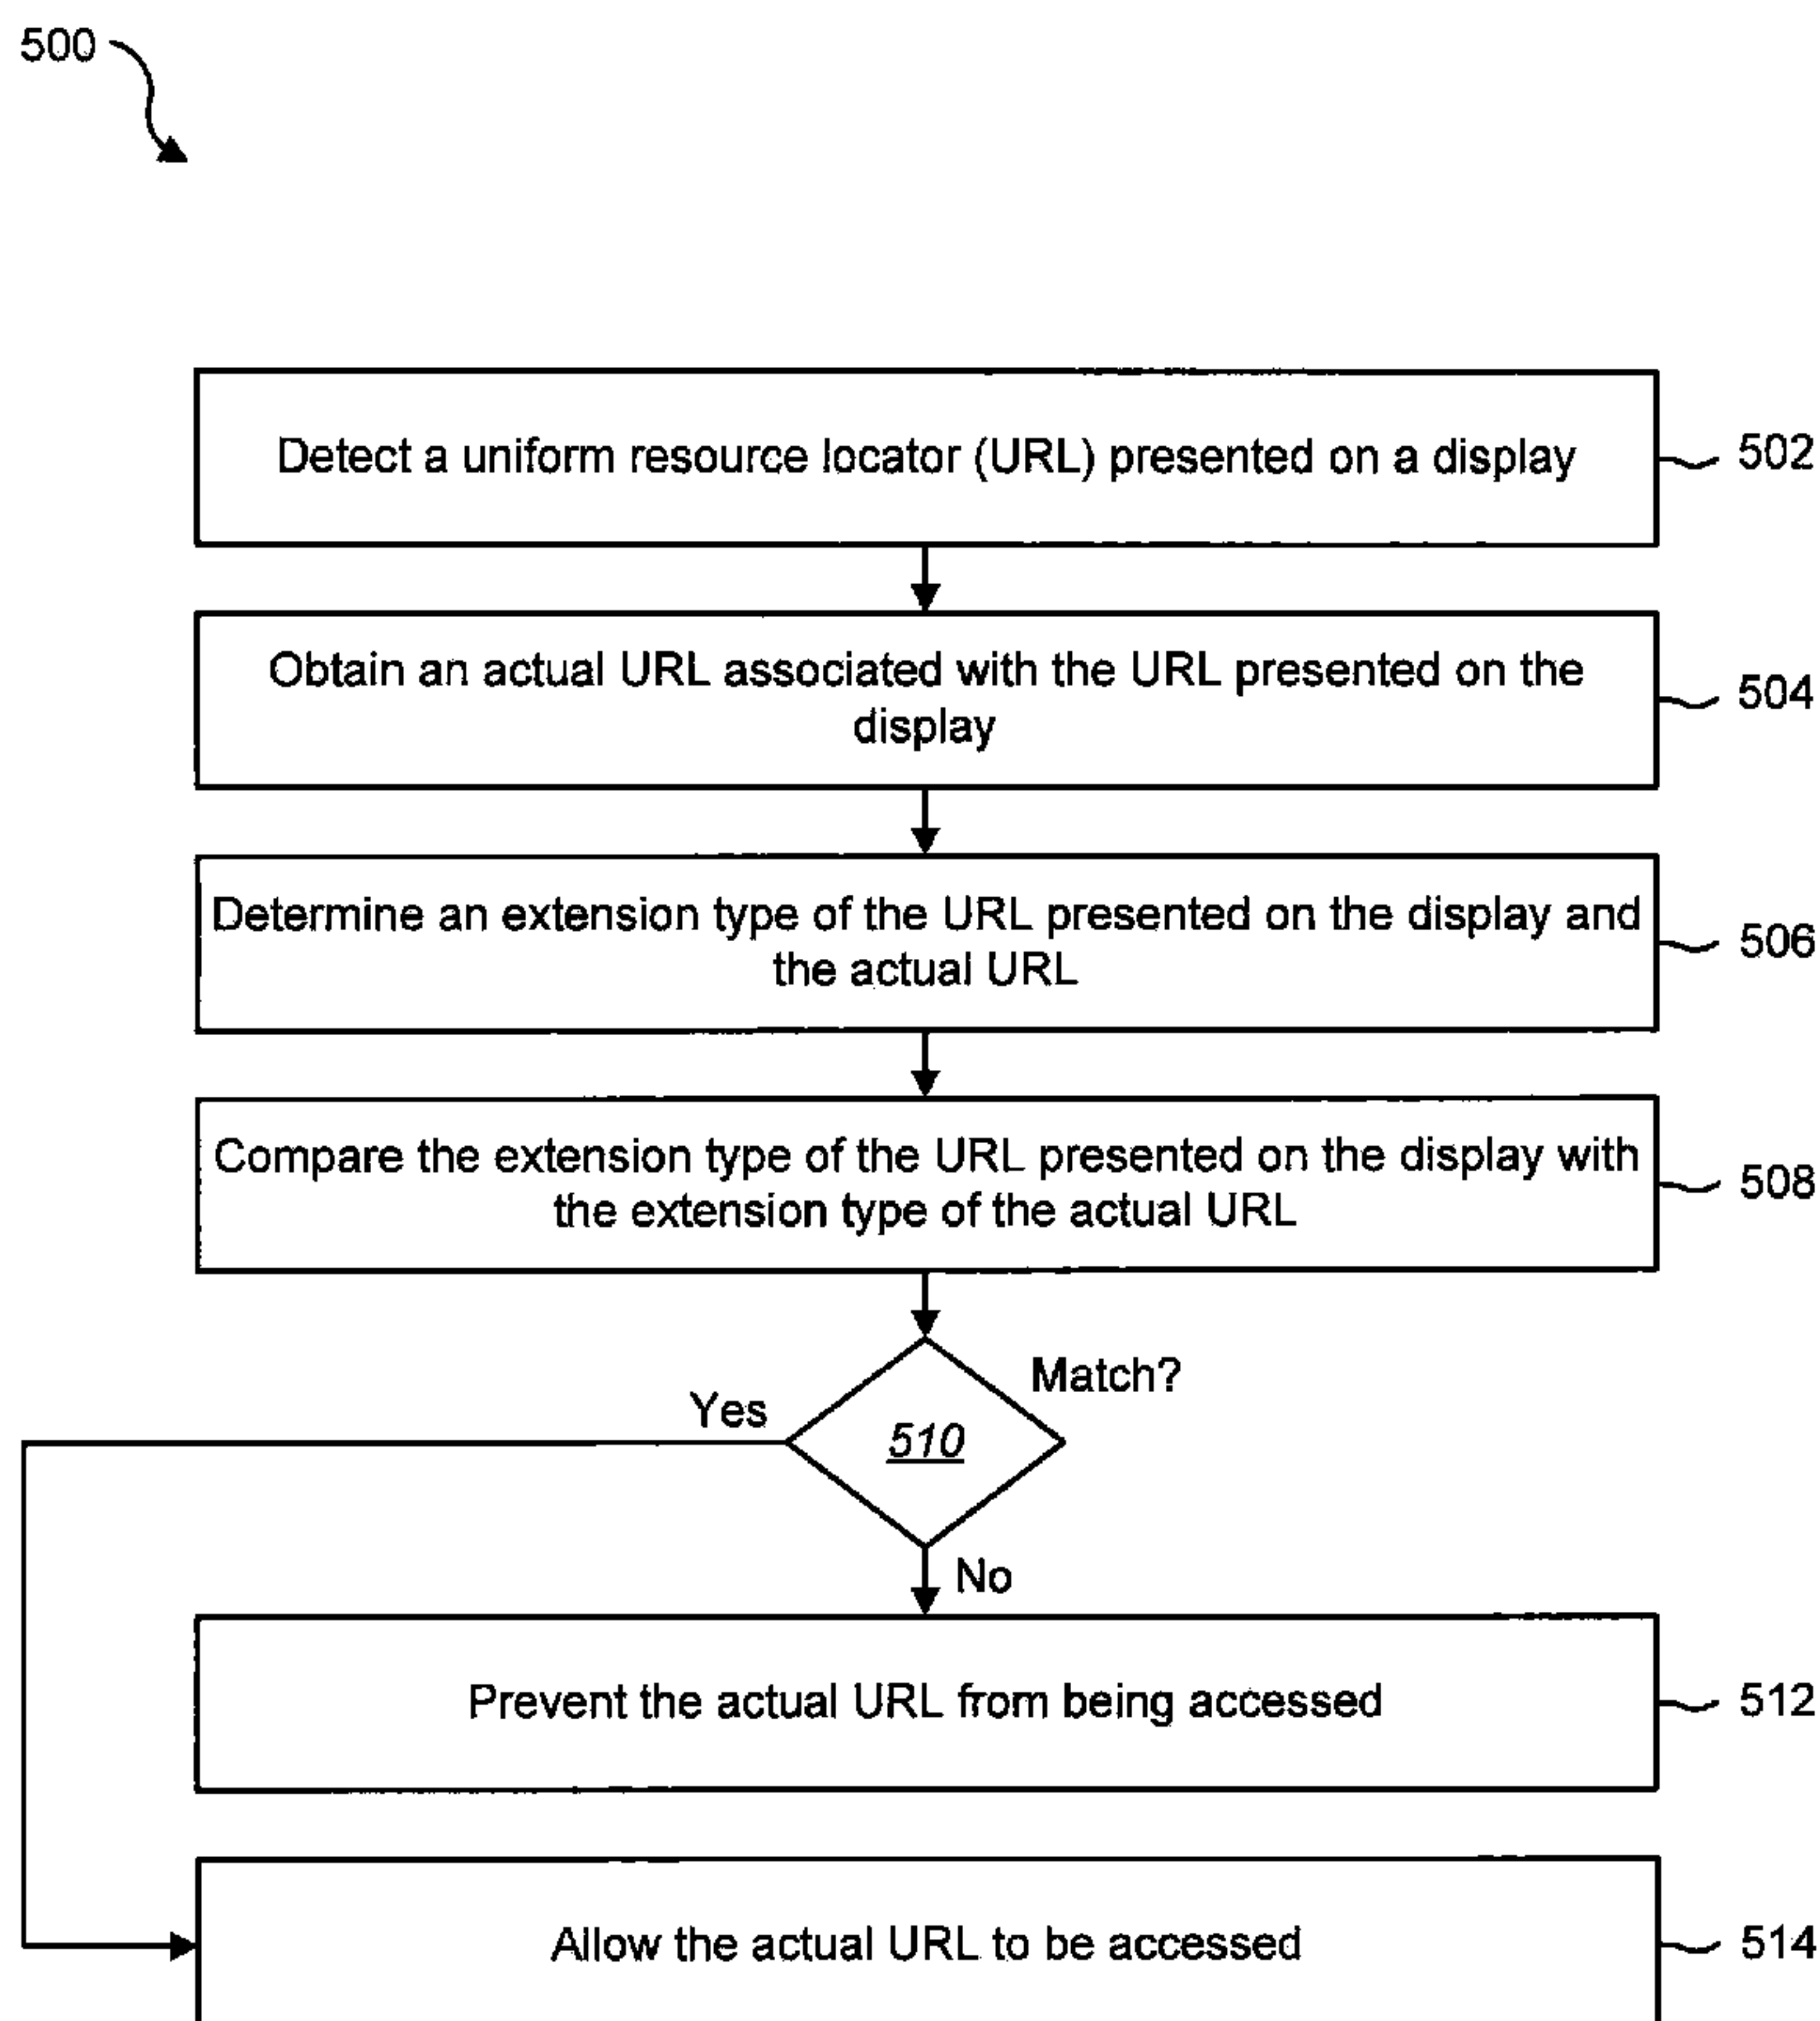 500
Detect a uniform resource locator (URL) presented on a display
502
Obtain an actual URL associated with the URL presented on the
display
504
Determine an extension type of the URL presented on the display and
the actual URL
506
Compare the extension type of the URL presented on the display with
the extension type of the actual URL
508
Match?
Yes
510
No
Prevent the actual URL from being accessed
512
Allow the actual URL to be accessed
514